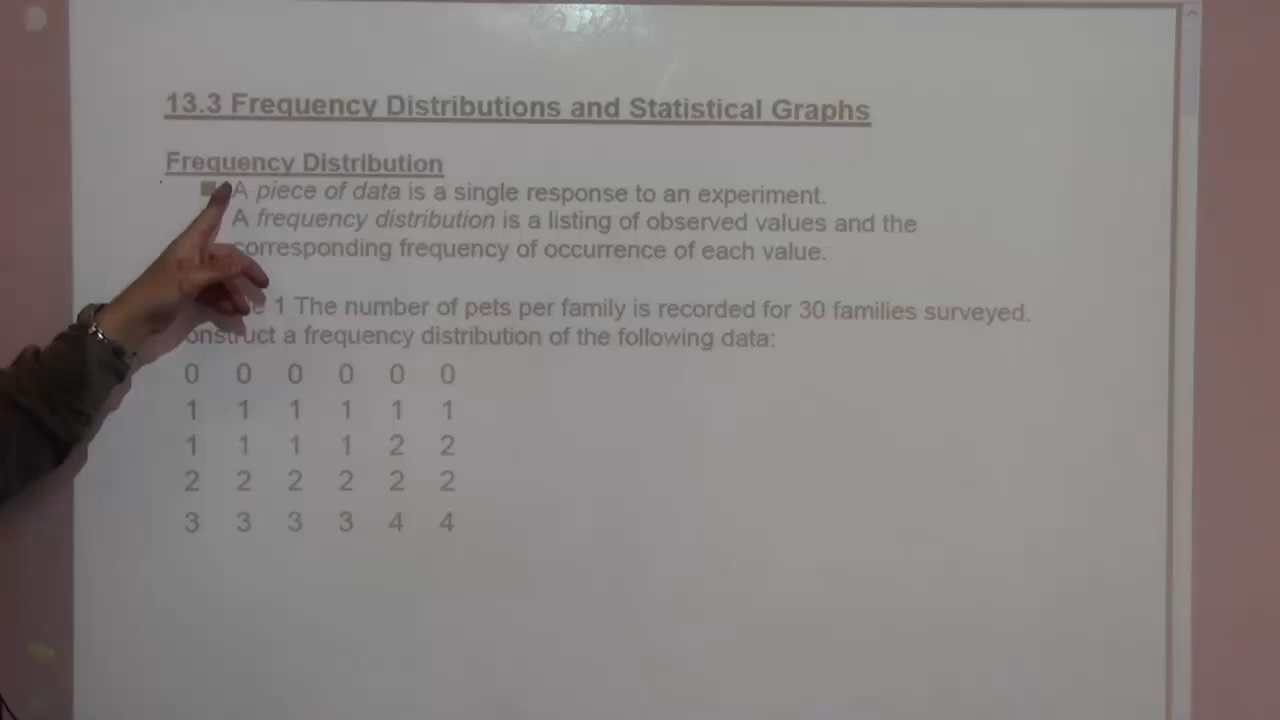 13.3 Frequency Distributions and Statistical Graphs
Frequency Distribution
A piece of data is a single response to an experiment.
A frequency distribution is a listing of observed values and the
corresponding frequency of occurrence of each value.
1 The number of pets per family is recorded for 30 families surveyed.
onstruct a frequency distribution of the following data:
0 0 0 0 0 0
1 1 1 1 1 1
1 1 1 1 2 2
2 2 2 2 2 2
3 3 3 3 4 4